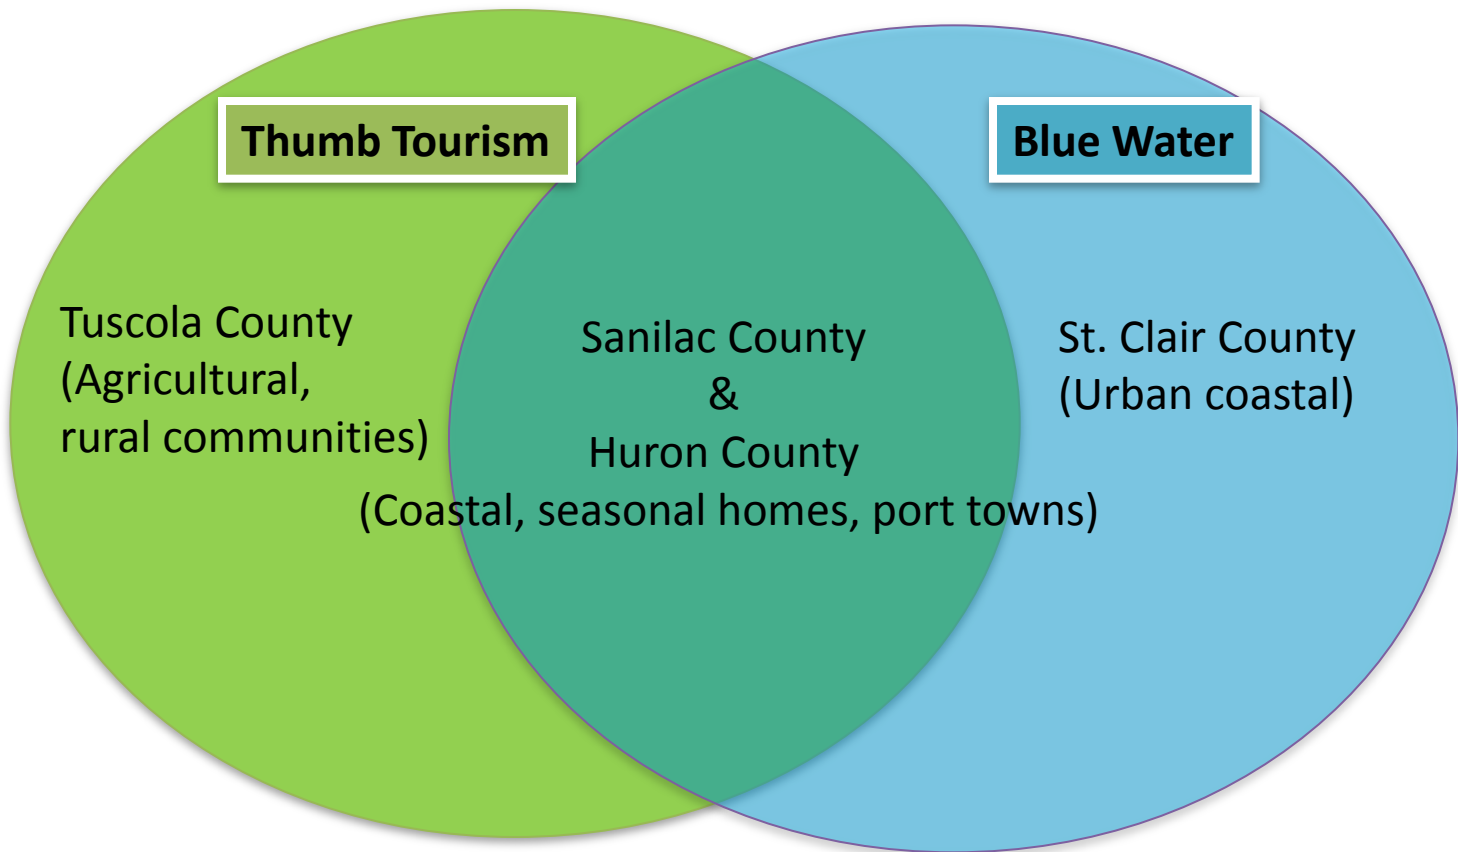 Thumb Tourism
Blue Water
Tuscola County
(Agricultural,
rural communities)
Sanilac County
&
Huron County
(Coastal, seasonal homes, port towns)
St. Clair County
(Urban coastal)